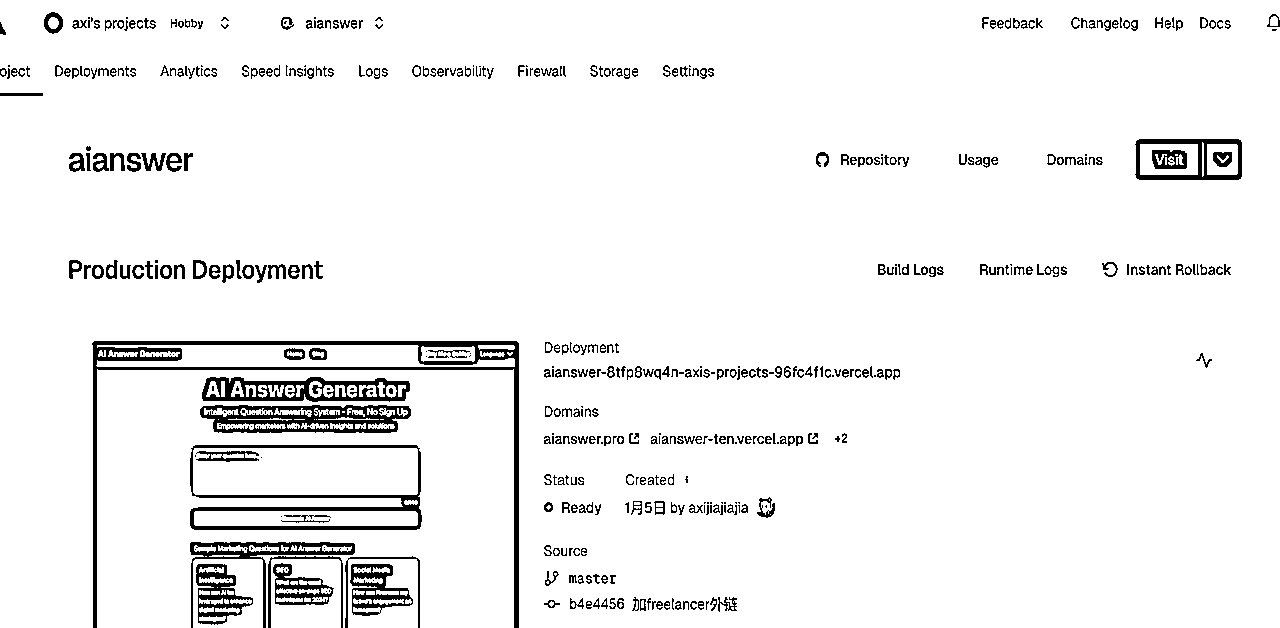 axi's projects Hobby aianswer Feedback Changelog Help Docs
oject Deployments Analytics Speed Insights Logs Observability Firewall Storage Settings
aianswer
Repository Usage Domains Visit
Production Deployment
Build Logs Runtime Logs Instant Rollback
AI Answer Generator Home Blog Language
AI Answer Generator
Intelligent Question Answering System - Free, No Sign Up
Empowering marketers with AI-driven insights and solutions
Sample Marketing Questions for AI Answer Generator
Artificial
Intelligence
SEO
Social Media
Marketing
Deployment
aianswer-8tfp8wq4n-axis-projects-96fc4f1c.vercel.app
Domains
aianswer.pro aianswer-ten.vercel.app +2
Status Created
Ready 1月5日 by axijiajiajia
Source
master
b4e4456 加freelancer外链